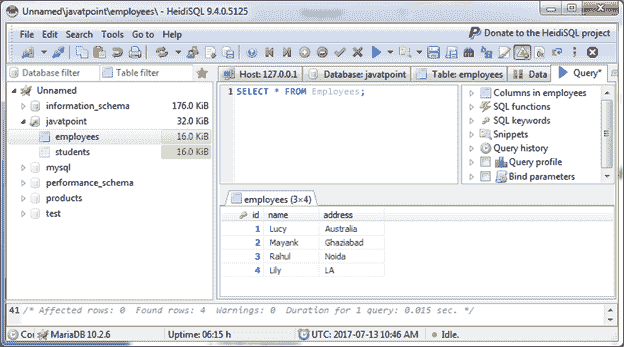 Unnamed\javatpoint\employees\ - HeidiSQL 9.4.0.5125
File Edit Search Tools Go to Help
Donate to the HeidiSQL project
Database filter Table filter
Host: 127.0.0.1 Database: javatpoint Table: employees Data Query*
Unnamed
information_schema 176.0 KiB
javatpoint 32.0 KiB
employees 16.0 KiB
students 16.0 KiB
mysql
performance_schema
products
test
1 SELECT * FROM Employees;
Columns in employees
SQL functions
SQL keywords
Snippets
Query history
Query profile
Bind parameters
employees (3×4)
id name address
1 Lucy Australia
2 Mayank Ghaziabad
3 Rahul Noida
4 Lily LA
41 /* Affected rows: 0 Found rows: 4 Warnings: 0 Duration for 1 query: 0.015 sec. */
MariaDB 10.2.6 Uptime: 06:15 h UTC: 2017-07-13 10:46 AM Idle.